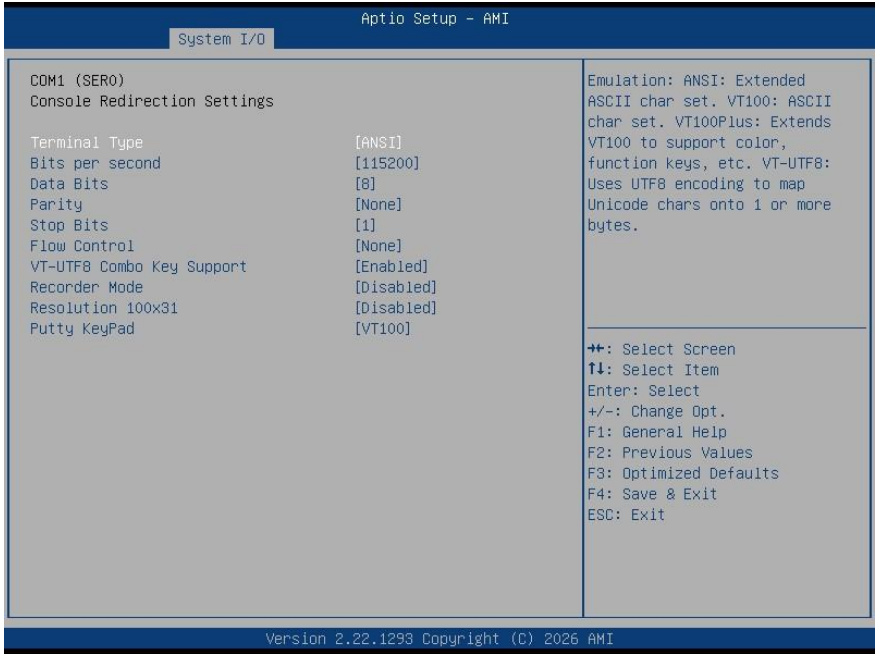 Aptio Setup - AMI
System I/O
COM1 (SER0)
Console Redirection Settings
Terminal Type [ANSI]
Bits per second [115200]
Data Bits [8]
Parity [None]
Stop Bits [1]
Flow Control [None]
VT-UTF8 Combo Key Support [Enabled]
Recorder Mode [Disabled]
Resolution 100x31 [Disabled]
Putty KeyPad [VT100]
Emulation: ANSI: Extended
ASCII char set. VT100: ASCII
char set. VT100Plus: Extends
VT100 to support color,
function keys, etc. VT-UTF8:
Uses UTF8 encoding to map
Unicode chars onto 1 or more
bytes.
→←: Select Screen
↑↓: Select Item
Enter: Select
+/-: Change Opt.
F1: General Help
F2: Previous Values
F3: Optimized Defaults
F4: Save & Exit
ESC: Exit
Version 2.22.1293 Copyright (C) 2026 AMI